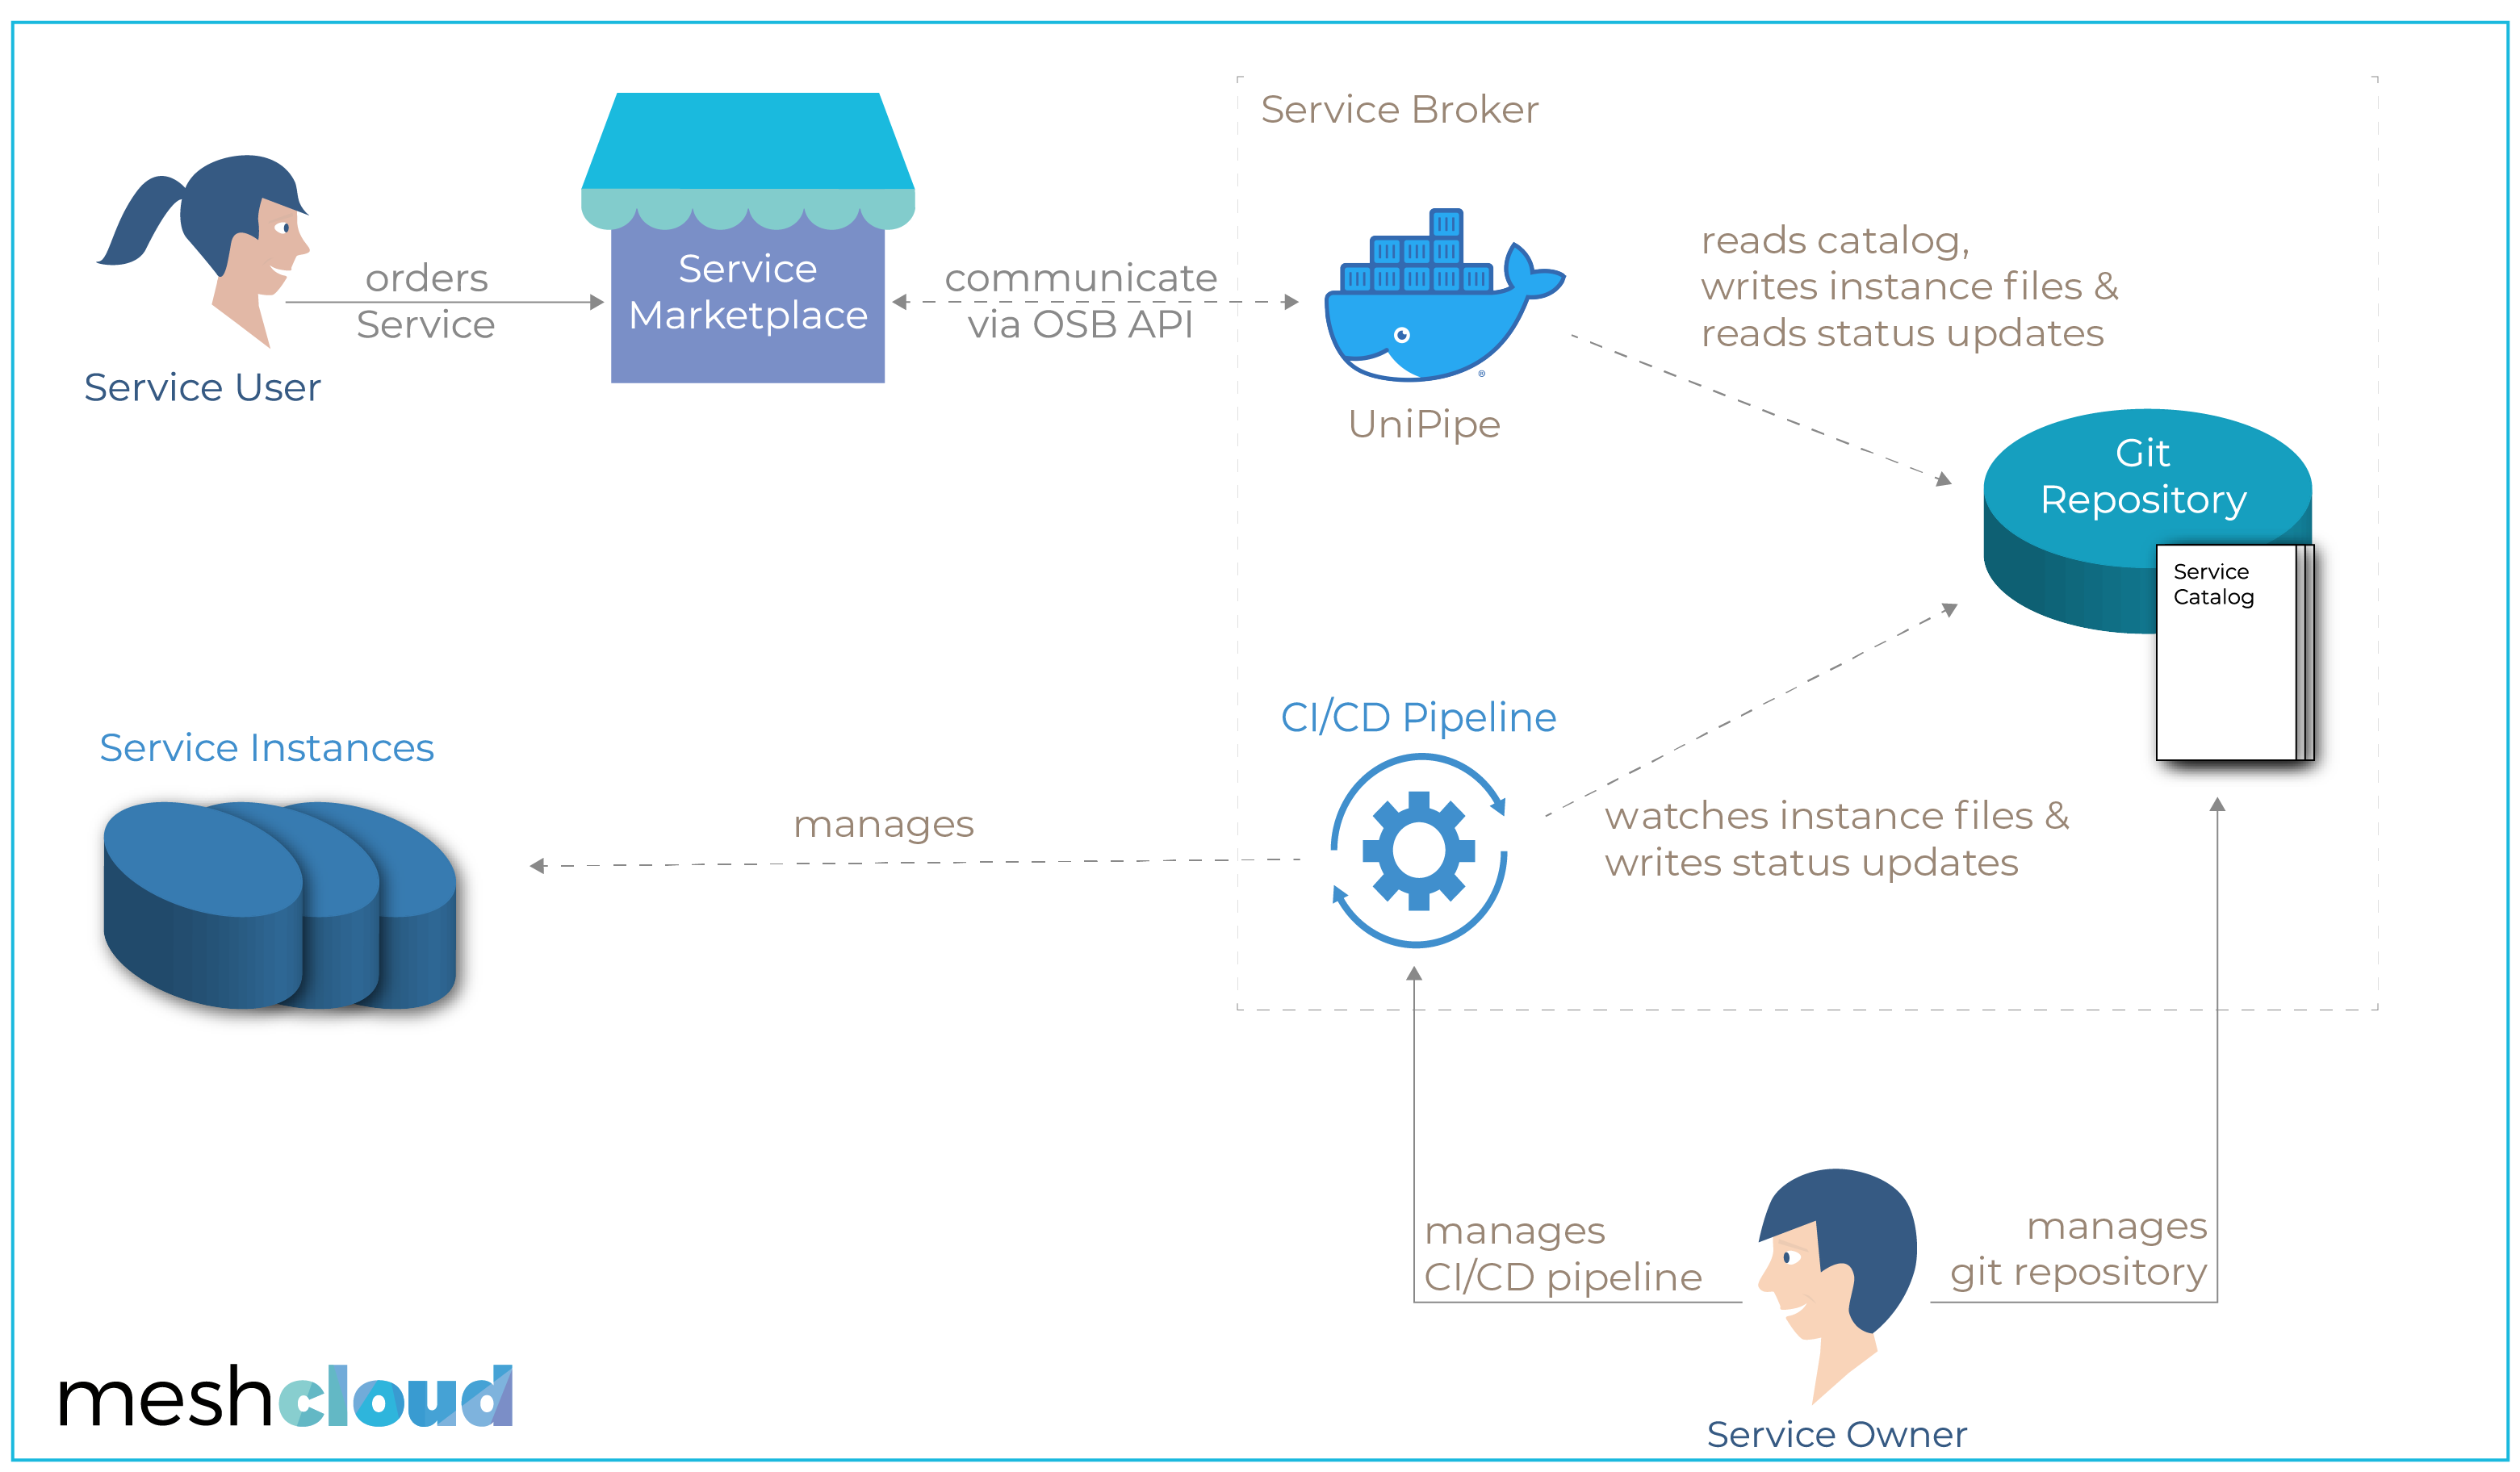 Service Broker
orders
Service
Service User
Service
Marketplace
communicate
via OSB API
UniPipe
®
reads catalog,
writes instance files &
reads status updates
Git
Repository
Service
Catalog
Service Instances
manages
CI/CD Pipeline
watches instance files &
writes status updates
manages
CI/CD pipeline
manages
git repository
Service Owner
meshcloud